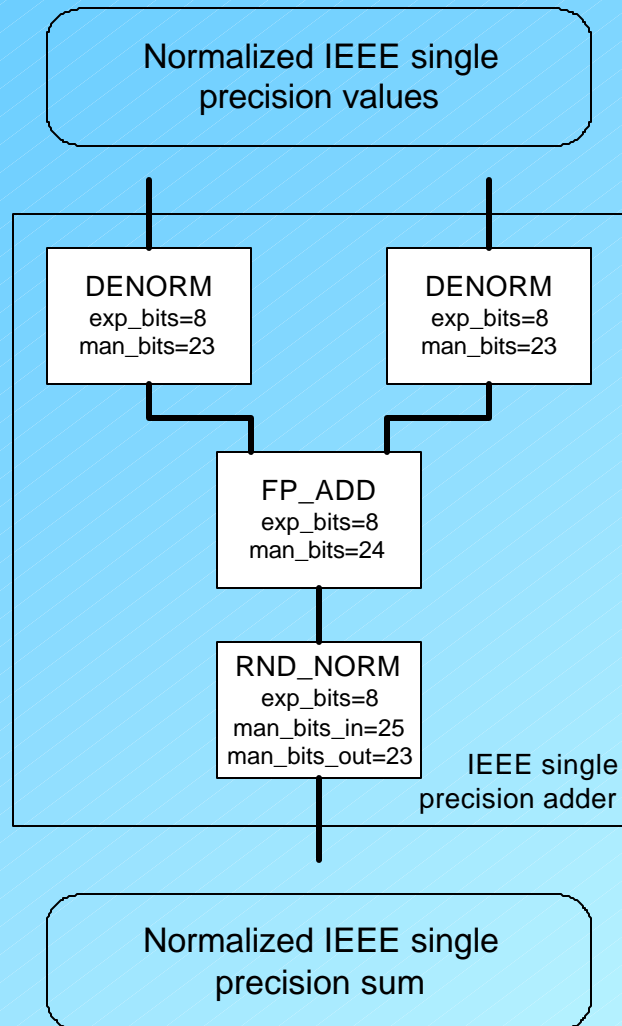 Normalized IEEE single
precision values
DENORM
exp_bits=8
man_bits=23
DENORM
exp_bits=8
man_bits=23
FP_ADD
exp_bits=8
man_bits=24
RND_NORM
exp_bits=8
man_bits_in=25
man_bits_out=23
IEEE single
precision adder
Normalized IEEE single
precision sum